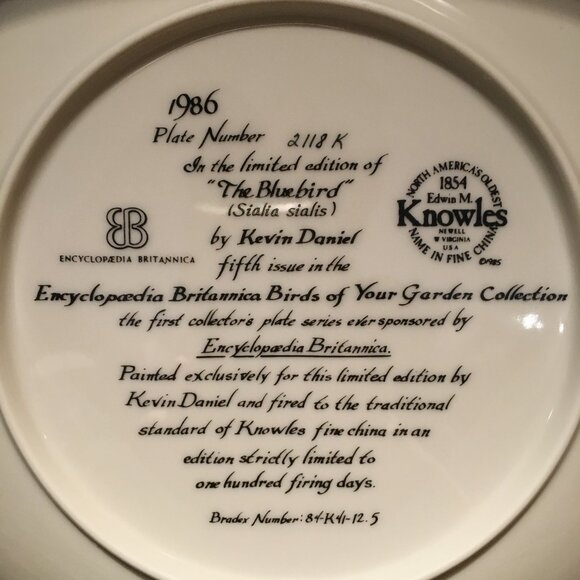 1986
Plate Number 2118 K
In the limited edition of
"The Bluebird"
(Sialia sialis)
by Kevin Daniel
fifth issue in the
Encyclopædia Britannica Birds of Your Garden Collection
the first collector's plate series ever sponsored by
Encyclopædia Britannica.
Painted exclusively for this limited edition by
Kevin Daniel and fired to the traditional
standard of Knowles fine china in an
edition strictly limited to
one hundred firing days.
Bradex Number: 84-K41-12.5
EB
ENCYCLOPÆDIA BRITANNICA
NORTH AMERICA'S OLDEST
1854
Edwin M.
Knowles
NEWELL
W VIRGINIA
USA
NAME IN FINE CHINA
©1985